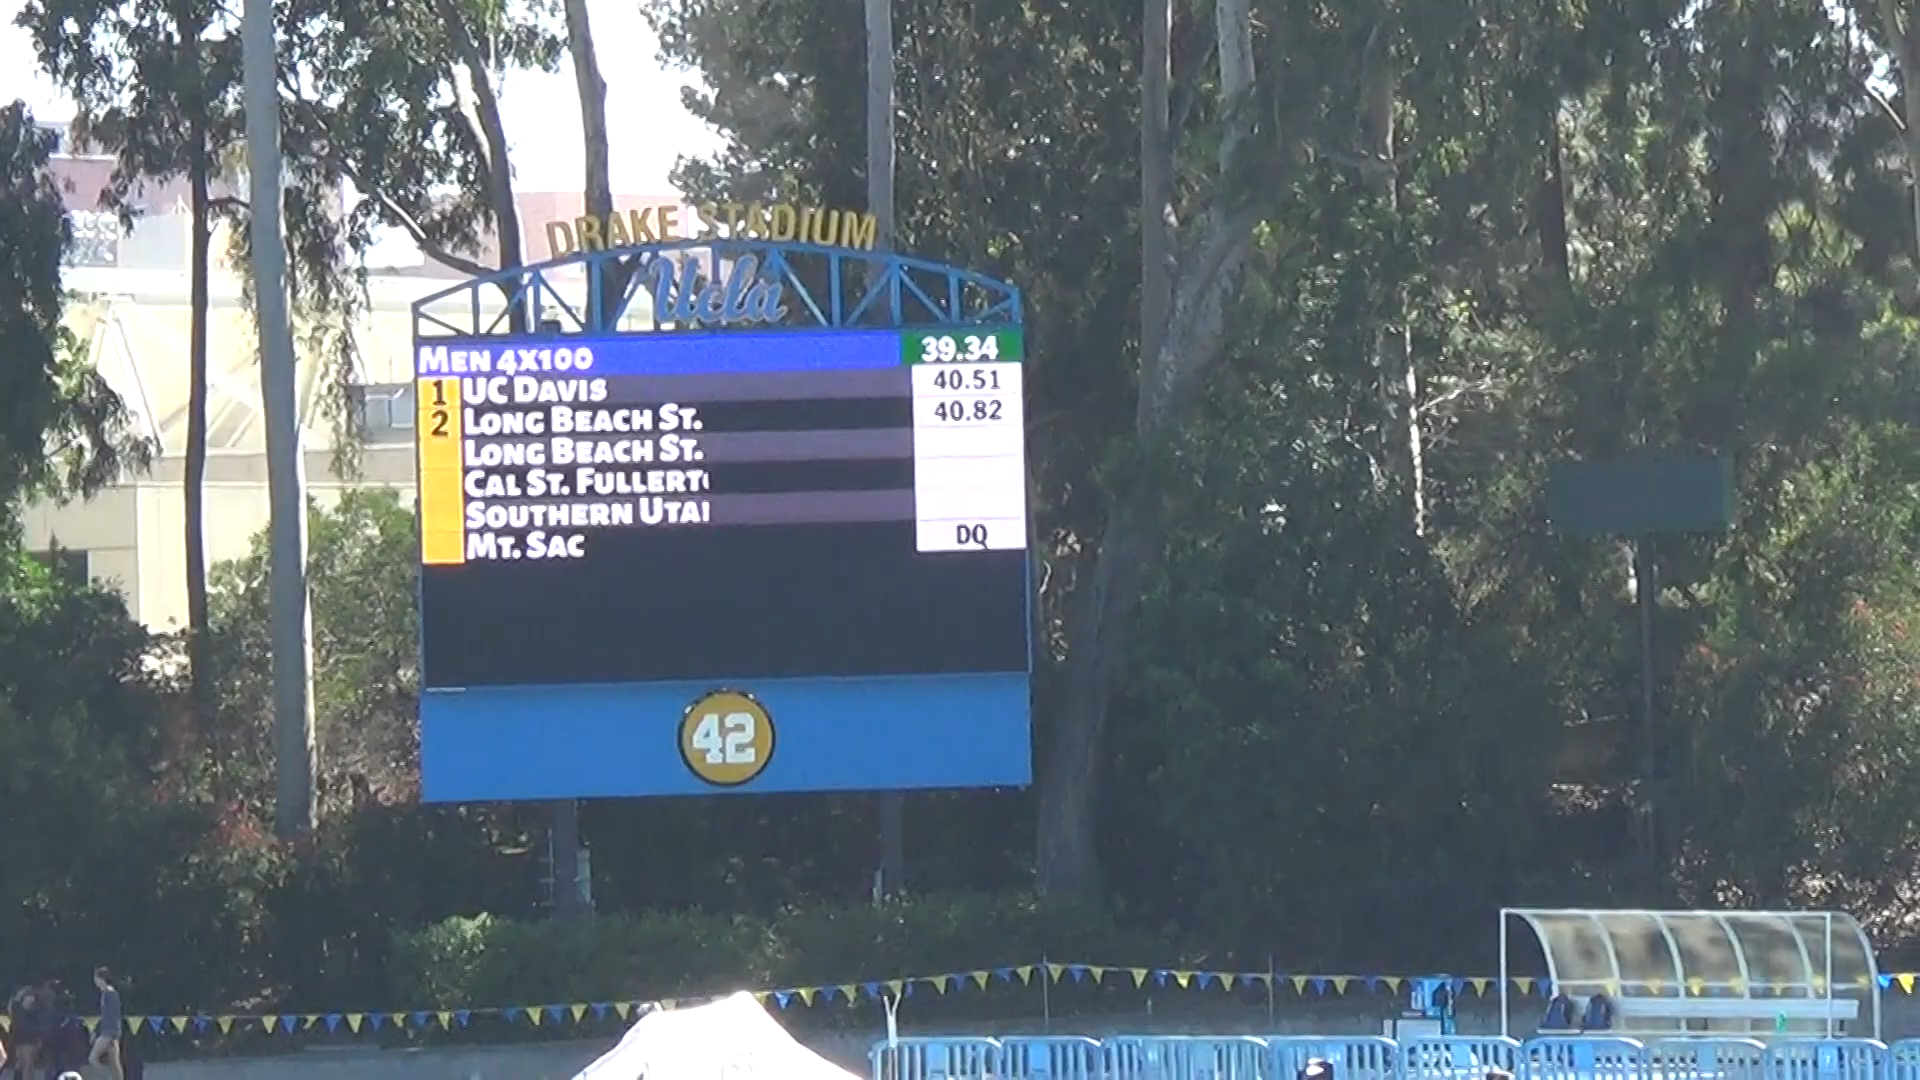 DRAKE STADIUM
Ucla
MEN 4X100 39.34
1 UC DAVIS 40.51
2 LONG BEACH ST. 40.82
LONG BEACH ST.
CAL ST. FULLERT
SOUTHERN UTA
MT. SAC DQ
42